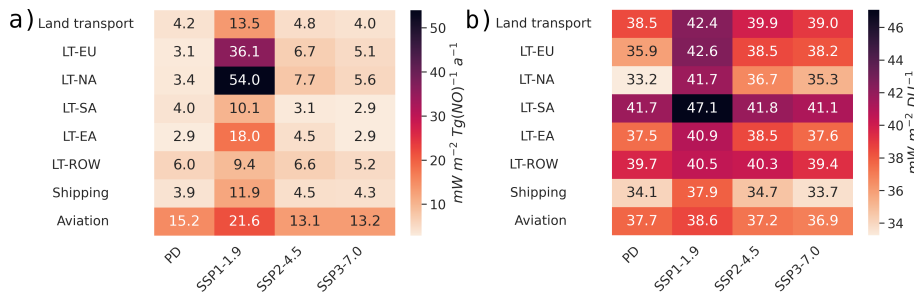 a)
Land transport 4.2 13.5 4.8 4.0
LT-EU 3.1 36.1 6.7 5.1
LT-NA 3.4 54.0 7.7 5.6
LT-SA 4.0 10.1 3.1 2.9
LT-EA 2.9 18.0 4.5 2.9
LT-ROW 6.0 9.4 6.6 5.2
Shipping 3.9 11.9 4.5 4.3
Aviation 15.2 21.6 13.1 13.2
PD SSP1-1.9 SSP2-4.5 SSP3-7.0
50
40
30
20
10
mW m⁻² Tg(NO)⁻¹ a⁻¹
b)
Land transport 38.5 42.4 39.9 39.0
LT-EU 35.9 42.6 38.5 38.2
LT-NA 33.2 41.7 36.7 35.3
LT-SA 41.7 47.1 41.8 41.1
LT-EA 37.5 40.9 38.5 37.6
LT-ROW 39.7 40.5 40.3 39.4
Shipping 34.1 37.9 34.7 33.7
Aviation 37.7 38.6 37.2 36.9
PD SSP1-1.9 SSP2-4.5 SSP3-7.0
46
44
42
40
38
36
34
mW m⁻² DU⁻¹